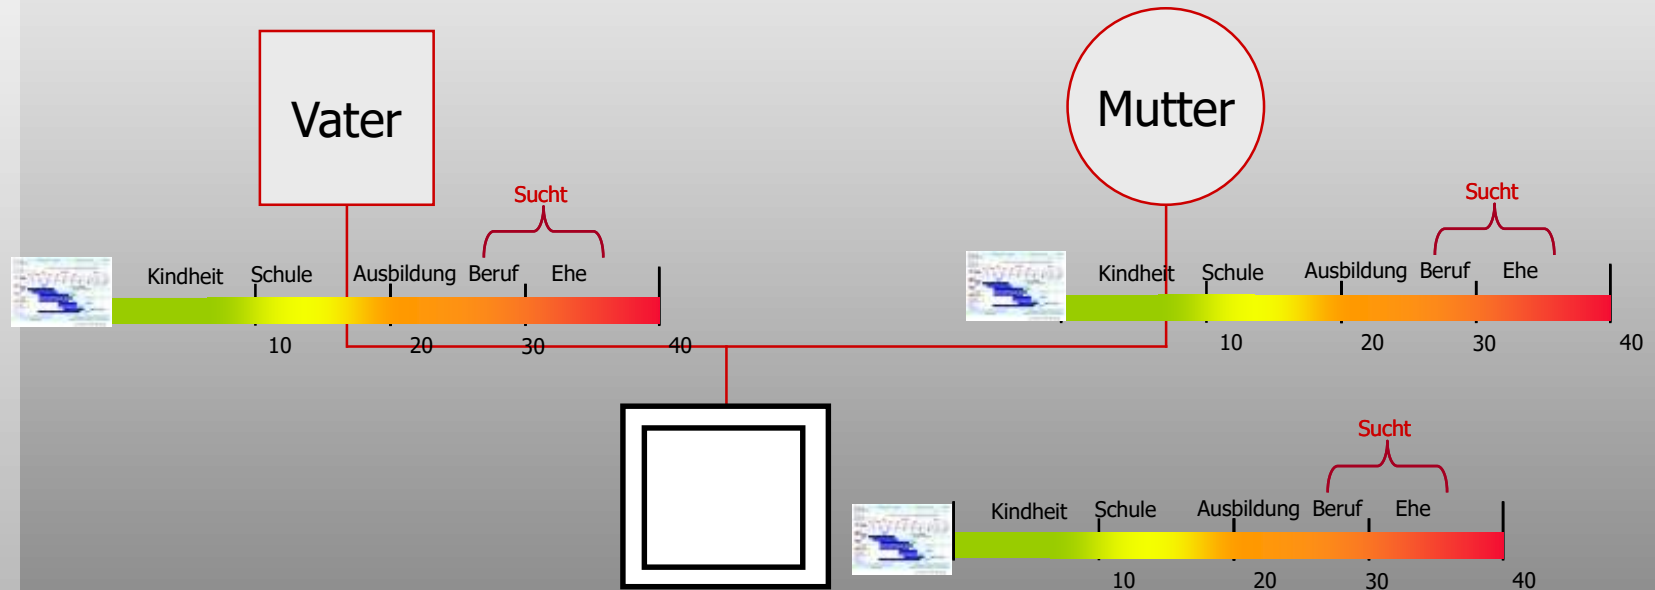 Vater
Mutter
Sucht
Kindheit Schule Ausbildung Beruf Ehe
10 20 30 40
Sucht
Kindheit Schule Ausbildung Beruf Ehe
10 20 30 40
Sucht
Kindheit Schule Ausbildung Beruf Ehe
10 20 30 40